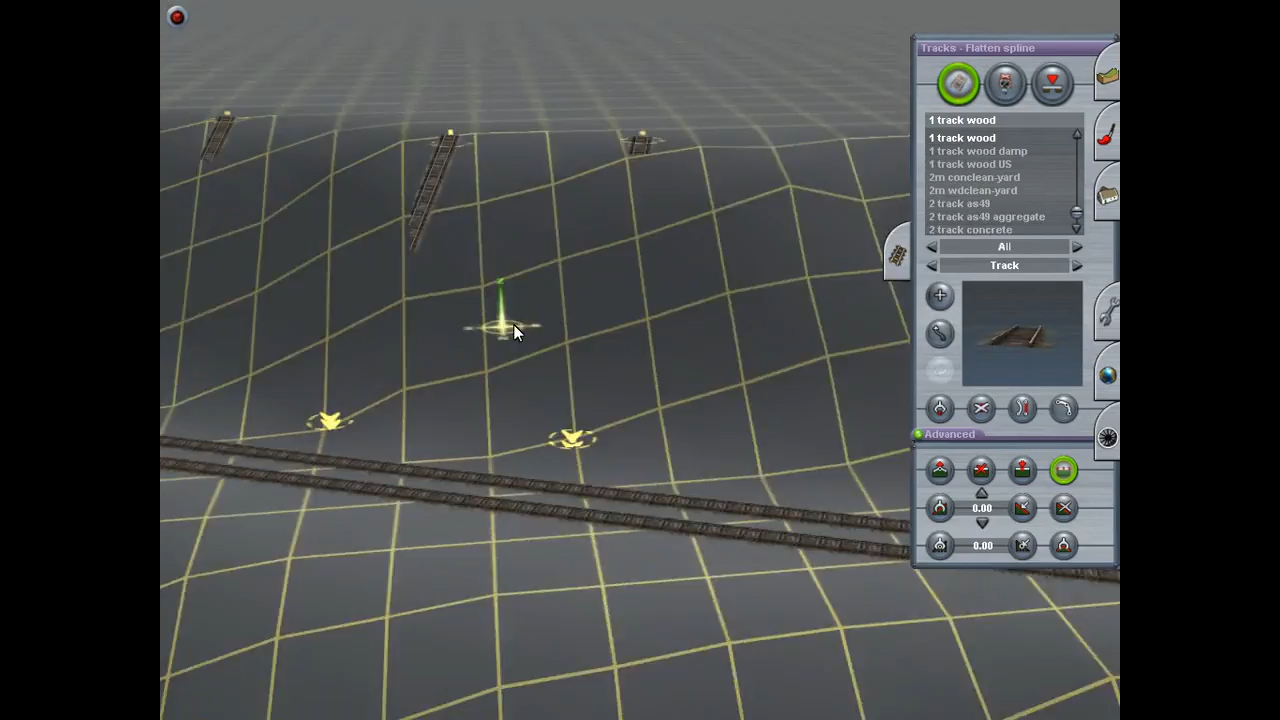 Tracks - Flatten spline
1 track wood
1 track wood
1 track wood damp
1 track wood US
2m conclean-yard
2m wdclean-yard
2 track as49
2 track as49 aggregate
2 track concrete
All
Track
Advanced
0.00
0.00